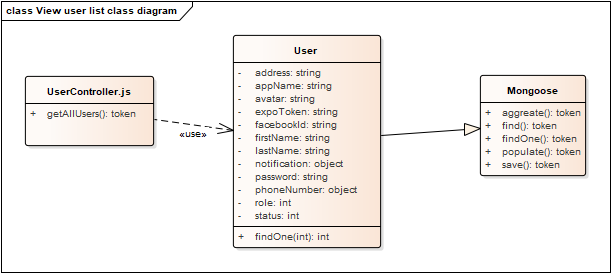 class View user list class diagram
UserController.js
+ getAllUsers(): token
«use»
User
- address: string
- appName: string
- avatar: string
- expoToken: string
- facebookId: string
- firstName: string
- lastName: string
- notification: object
- password: string
- phoneNumber: object
- role: int
- status: int
+ findOne(int): int
Mongoose
+ aggreate(): token
+ find(): token
+ findOne(): token
+ populate(): token
+ save(): token